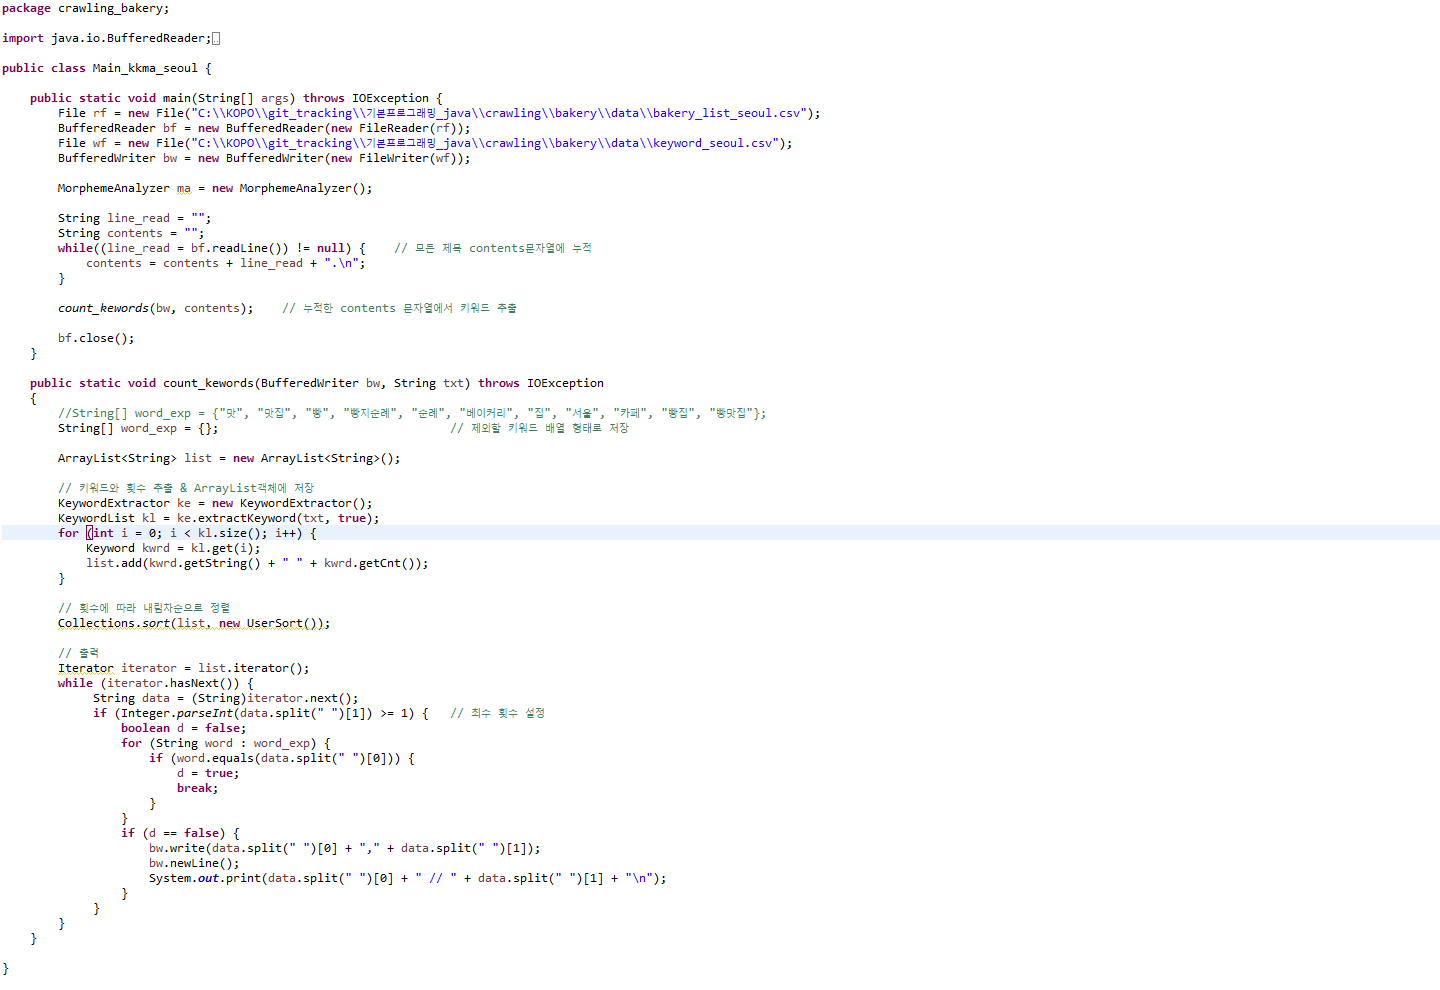 package crawling_bakery;
import java.io.BufferedReader;
public class Main_kkma_seoul {
public static void main(String[] args) throws IOException {
File rf = new File("C:\\KOPO\\git_tracking\\기본프로그래밍_java\\crawling\\bakery\\data\\bakery_list_seoul.csv");
BufferedReader bf = new BufferedReader(new FileReader(rf));
File wf = new File("C:\\KOPO\\git_tracking\\기본프로그래밍_java\\crawling\\bakery\\data\\keyword_seoul.csv");
BufferedWriter bw = new BufferedWriter(new FileWriter(wf));
MorphemeAnalyzer ma = new MorphemeAnalyzer();
String line_read = "";
String contents = "";
while((line_read = bf.readLine()) != null) { // 모든 제목 contents문자열에 누적
contents = contents + line_read + ".\n";
}
count_kewords(bw, contents); // 누적한 contents 문자열에서 키워드 추출
bf.close();
}
public static void count_kewords(BufferedWriter bw, String txt) throws IOException
{
//String[] word_exp = {"맛", "맛집", "빵", "빵지순례", "순례", "베이커리", "집", "서울", "카페", "빵집", "빵맛집"};
String[] word_exp = {}; // 제외할 키워드 배열 형태로 저장
ArrayList<String> list = new ArrayList<String>();
// 키워드와 횟수 추출 & ArrayList객체에 저장
KeywordExtractor ke = new KeywordExtractor();
KeywordList kl = ke.extractKeyword(txt, true);
for (int i = 0; i < kl.size(); i++) {
Keyword kwrd = kl.get(i);
list.add(kwrd.getString() + " " + kwrd.getCnt());
}
// 횟수에 따라 내림차순으로 정렬
Collections.sort(list, new UserSort());
// 출력
Iterator iterator = list.iterator();
while (iterator.hasNext()) {
String data = (String)iterator.next();
if (Integer.parseInt(data.split(" ")[1]) >= 1) { // 최수 횟수 설정
boolean d = false;
for (String word : word_exp) {
if (word.equals(data.split(" ")[0])) {
d = true;
break;
}
}
if (d == false) {
bw.write(data.split(" ")[0] + "," + data.split(" ")[1]);
bw.newLine();
System.out.print(data.split(" ")[0] + " // " + data.split(" ")[1] + "\n");
}
}
}
}
}